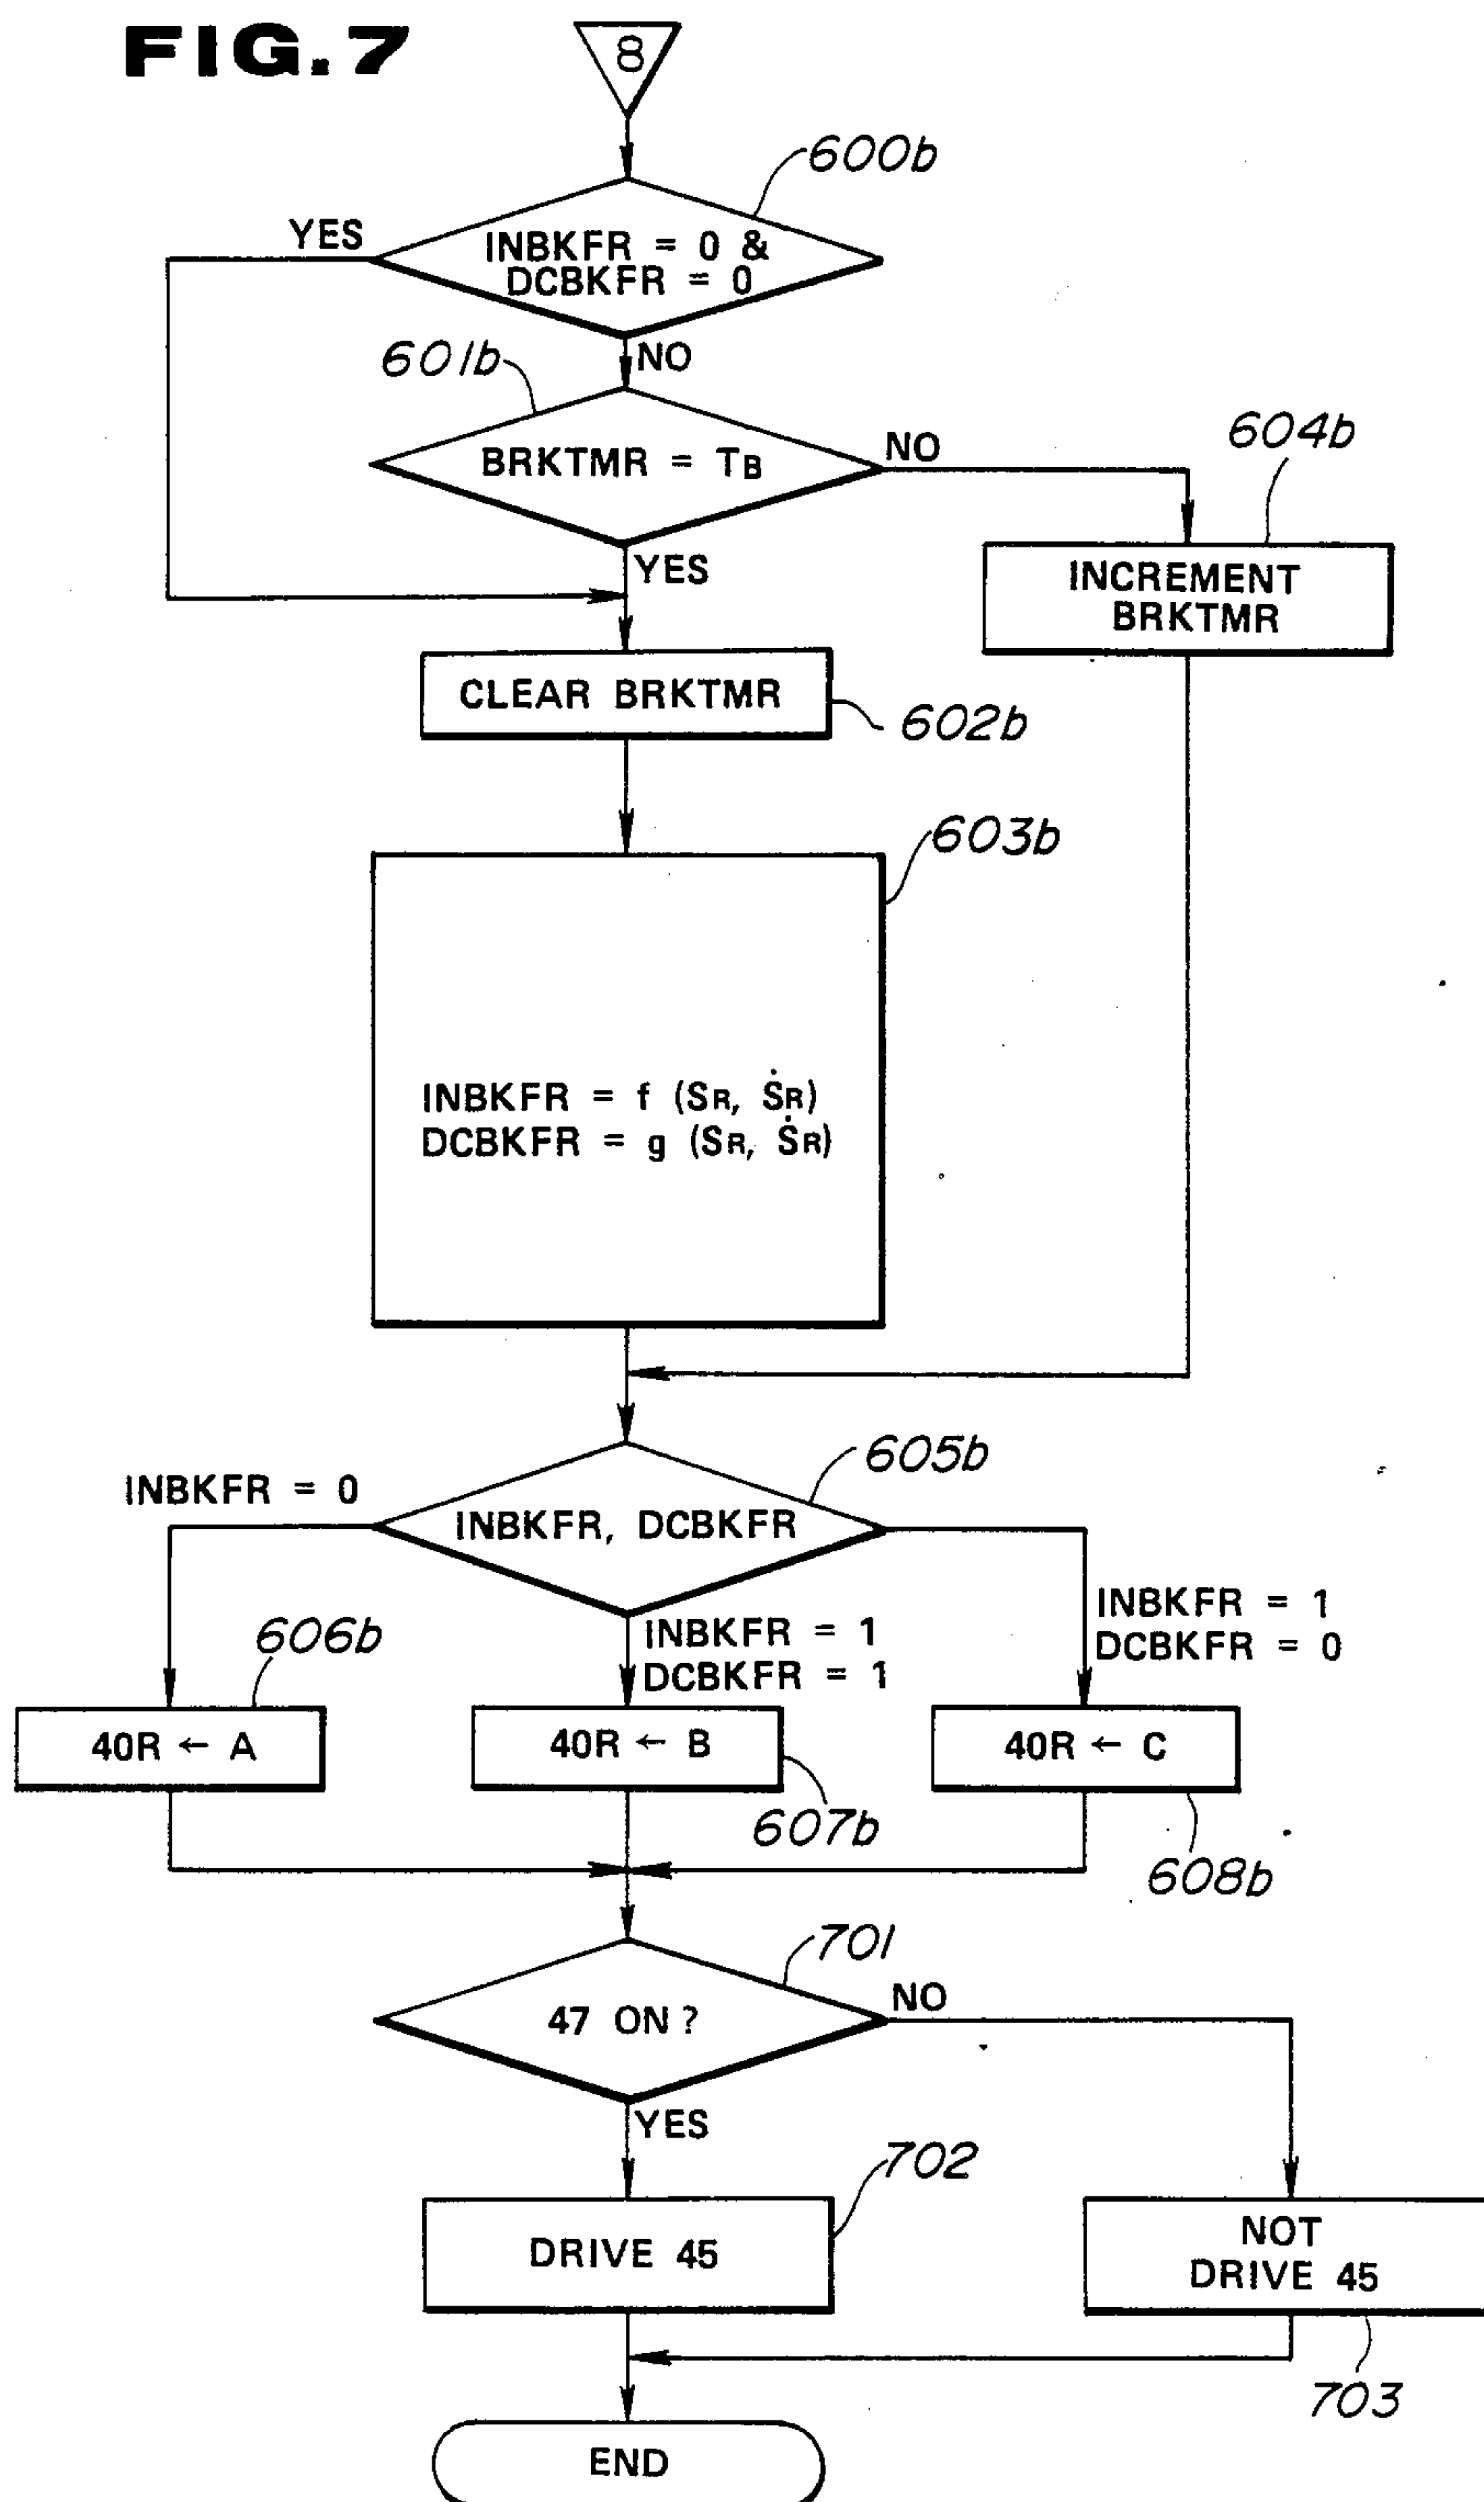 FIG.7
8
600b
YES
INBKFR = 0 &
DCBKFR = 0
NO
601b
BRKTMR = TB
NO
604b
YES
INCREMENT
BRKTMR
CLEAR BRKTMR
602b
603b
INBKFR = f (SR, ṠR)
DCBKFR = g (SR, ṠR)
605b
INBKFR = 0
INBKFR, DCBKFR
INBKFR = 1
DCBKFR = 0
INBKFR = 1
DCBKFR = 1
606b
40R ← A
40R ← B
40R ← C
607b
608b
701
47 ON?
NO
YES
702
DRIVE 45
NOT
DRIVE 45
703
END